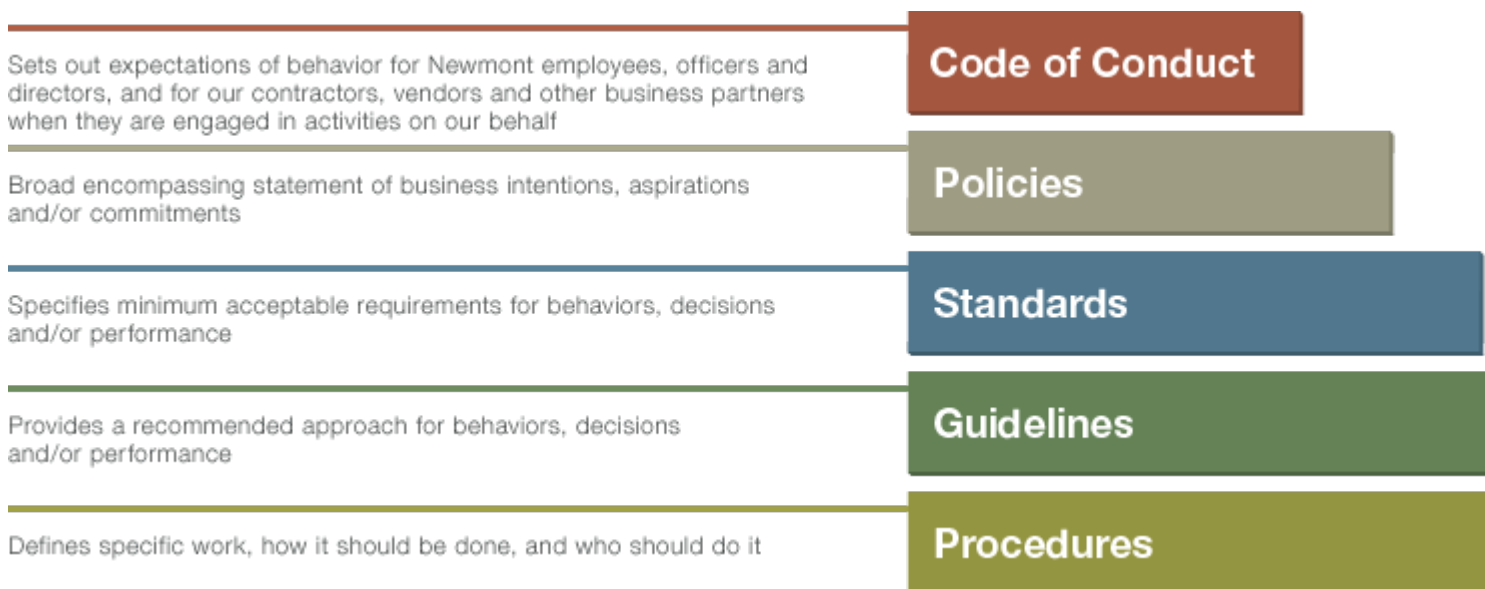 Code of Conduct
Sets out expectations of behavior for Newmont employees, officers and
directors, and for our contractors, vendors and other business partners
when they are engaged in activities on our behalf
Policies
Broad encompassing statement of business intentions, aspirations
and/or commitments
Standards
Specifies minimum acceptable requirements for behaviors, decisions
and/or performance
Guidelines
Provides a recommended approach for behaviors, decisions
and/or performance
Procedures
Defines specific work, how it should be done, and who should do it